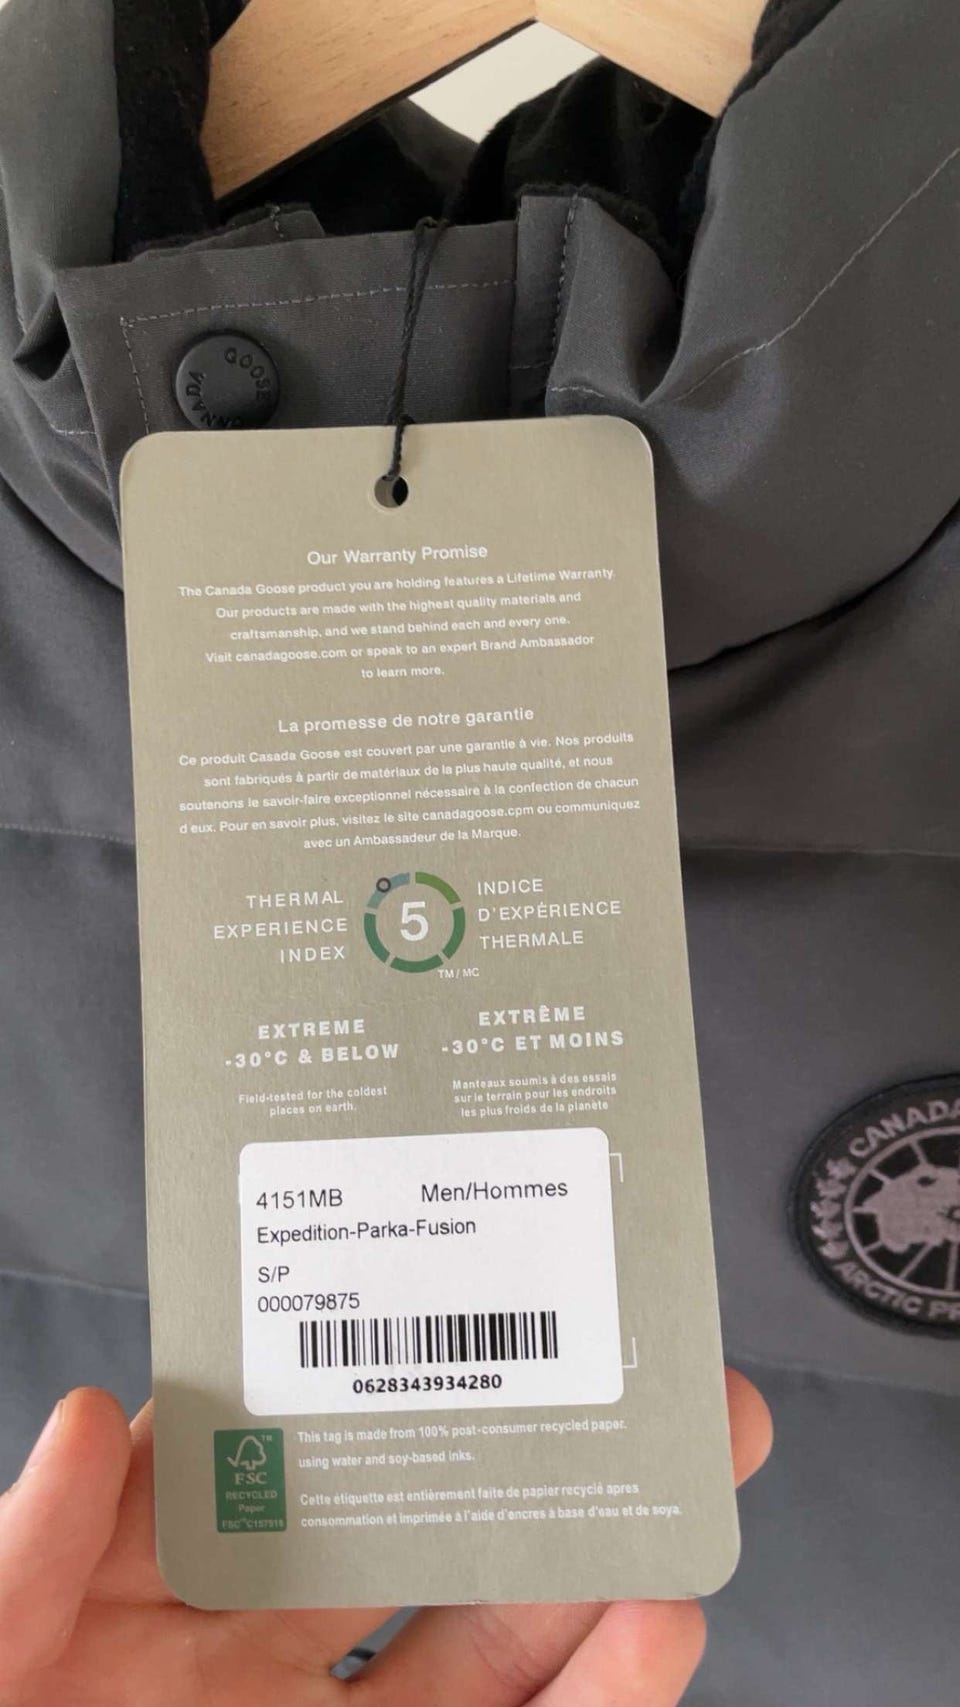 GOOSE
CANADA
Our Warranty Promise
The Canada Goose product you are holding features a Lifetime Warranty.
Our products are made with the highest quality materials and
craftsmanship, and we stand behind each and every one.
Visit canadagoose.com or speak to an expert Brand Ambassador
to learn more.
La promesse de notre garantie
Ce produit Casada Goose est couvert par une garantie à vie. Nos produits
sont fabriqués à partir de matériaux de la plus haute qualité, et nous
soutenons le savoir-faire exceptionnel nécessaire à la confection de chacun
d eux. Pour en savoir plus, visitez le site canadagoose.cpm ou communiquez
avec un Ambassadeur de la Marque.
THERMAL
EXPERIENCE
INDEX
5
INDICE
D'EXPÉRIENCE
THERMALE
TM/MC
EXTREME
-30°C & BELOW
Field-tested for the coldest
places on earth.
EXTRÊME
-30°C ET MOINS
Manteaux soumis à des essais
sur le terrain pour les endroits
les plus froids de la planète
4151MB Men/Hommes
Expedition-Parka-Fusion
S/P
000079875
0628343934280
TM
FSC
RECYCLED
Paper
This tag is made from 100% post-consumer recycled paper.
using water and soy-based inks.
Cette étiquette est entièrement faite de papier recyclé apres
consommation et imprimée à l'aide d'encres à base d'eau et de soya.
CANADA
ARCTIC PR